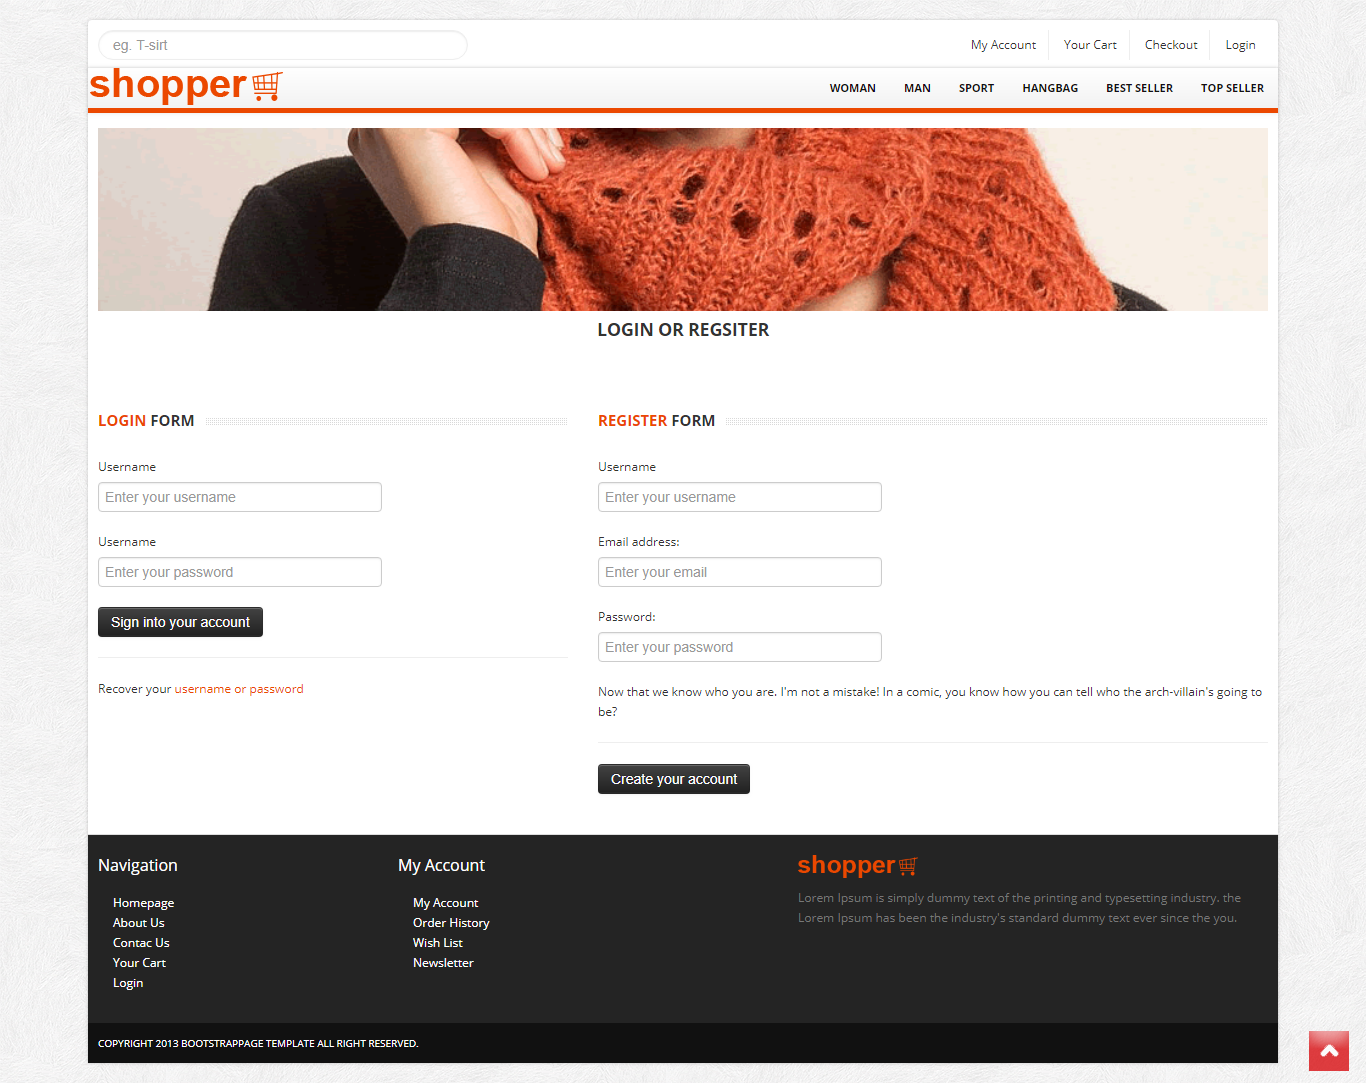 eg. T-sirt
My Account
Your Cart
Checkout
Login
shopper
WOMAN
MAN
SPORT
HANGBAG
BEST SELLER
TOP SELLER
LOGIN OR REGSITER
LOGIN FORM
Username
Enter your username
Username
Enter your password
Sign into your account
Recover your username or password
REGISTER FORM
Username
Enter your username
Email address:
Enter your email
Password:
Enter your password
Now that we know who you are. I'm not a mistake! In a comic, you know how you can tell who the arch-villain's going to
be?
Create your account
Navigation
Homepage
About Us
Contac Us
Your Cart
Login
My Account
My Account
Order History
Wish List
Newsletter
shopper
Lorem Ipsum is simply dummy text of the printing and typesetting industry. the
Lorem Ipsum has been the industry's standard dummy text ever since the you.
COPYRIGHT 2013 BOOTSTRAPPAGE TEMPLATE ALL RIGHT RESERVED.